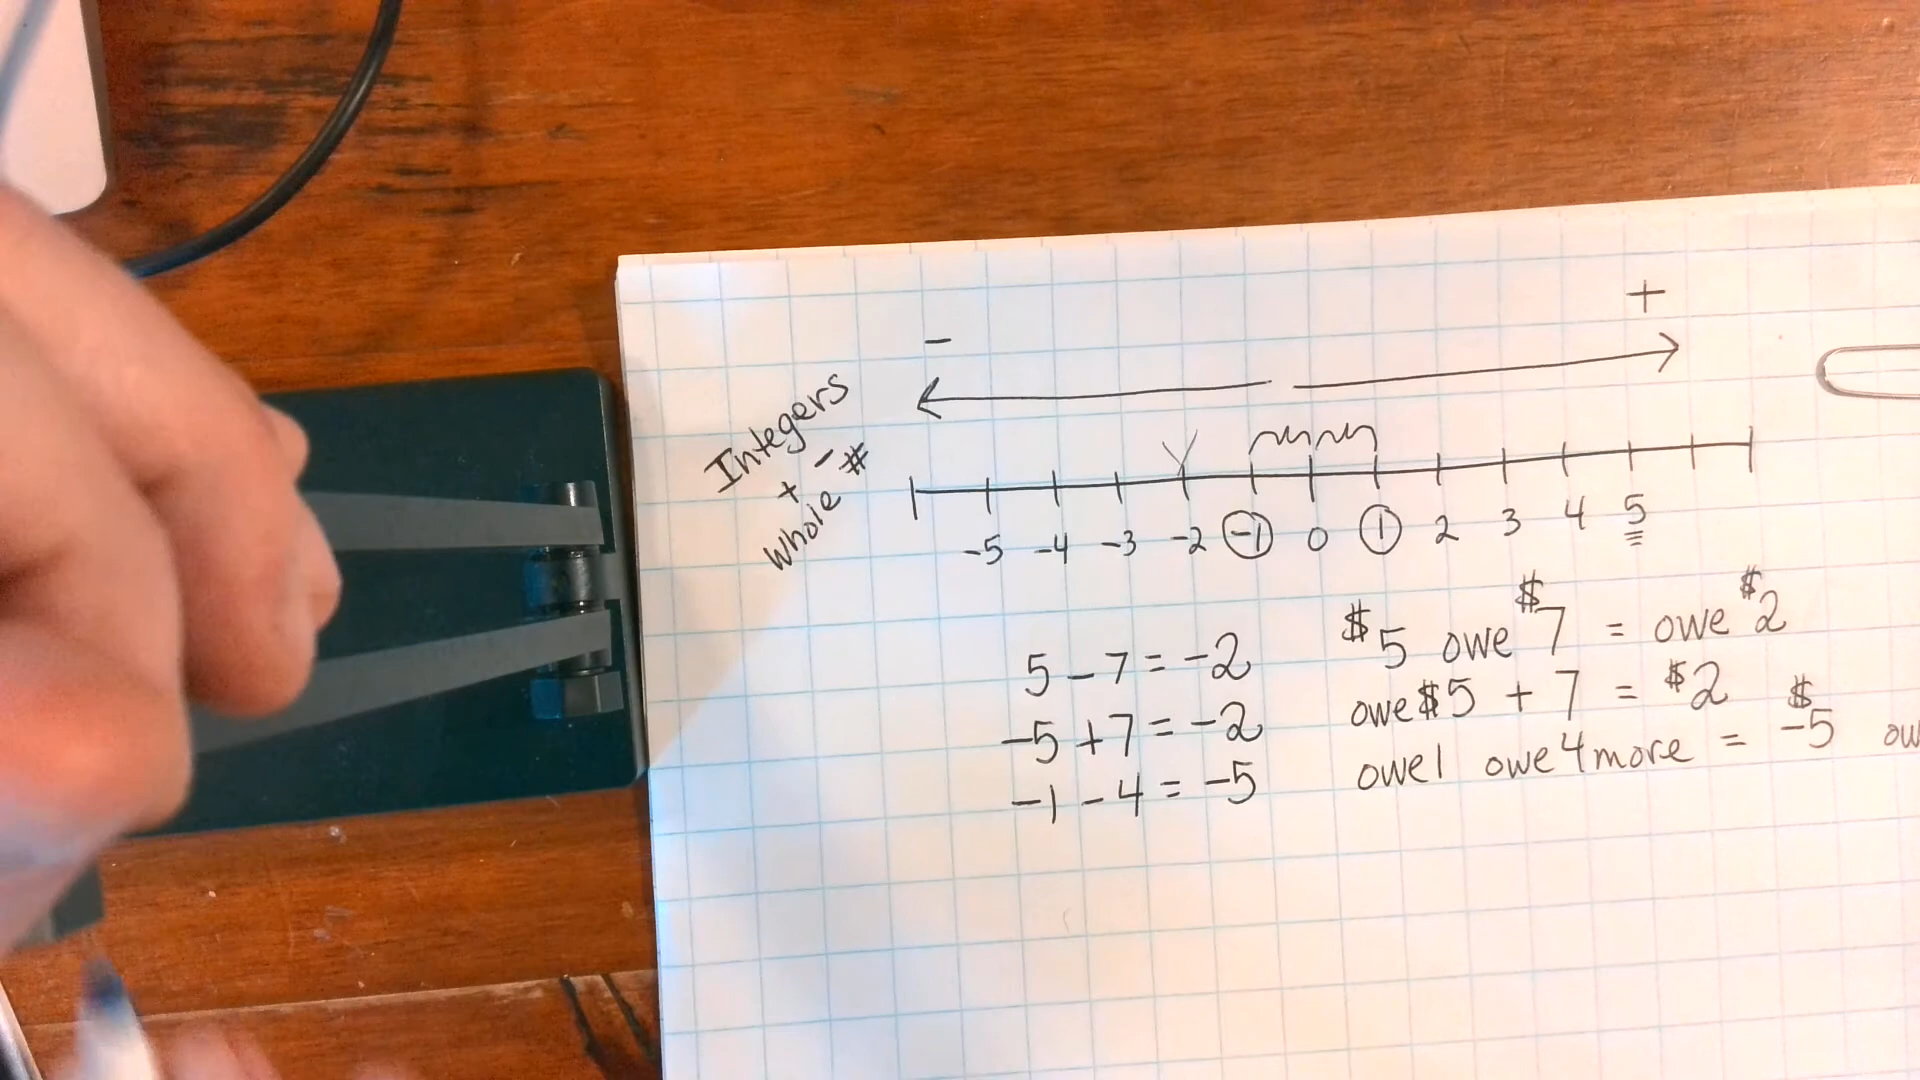 - +
Integers
+ -
Whole #
-5 -4 -3 -2 -1 0 1 2 3 4 5
5 - 7 = -2 $5 owe $7 = owe $2
-5 + 7 = -2 owe $5 + 7 = $2
-1 - 4 = -5 owe 1 owe 4 more = $-5